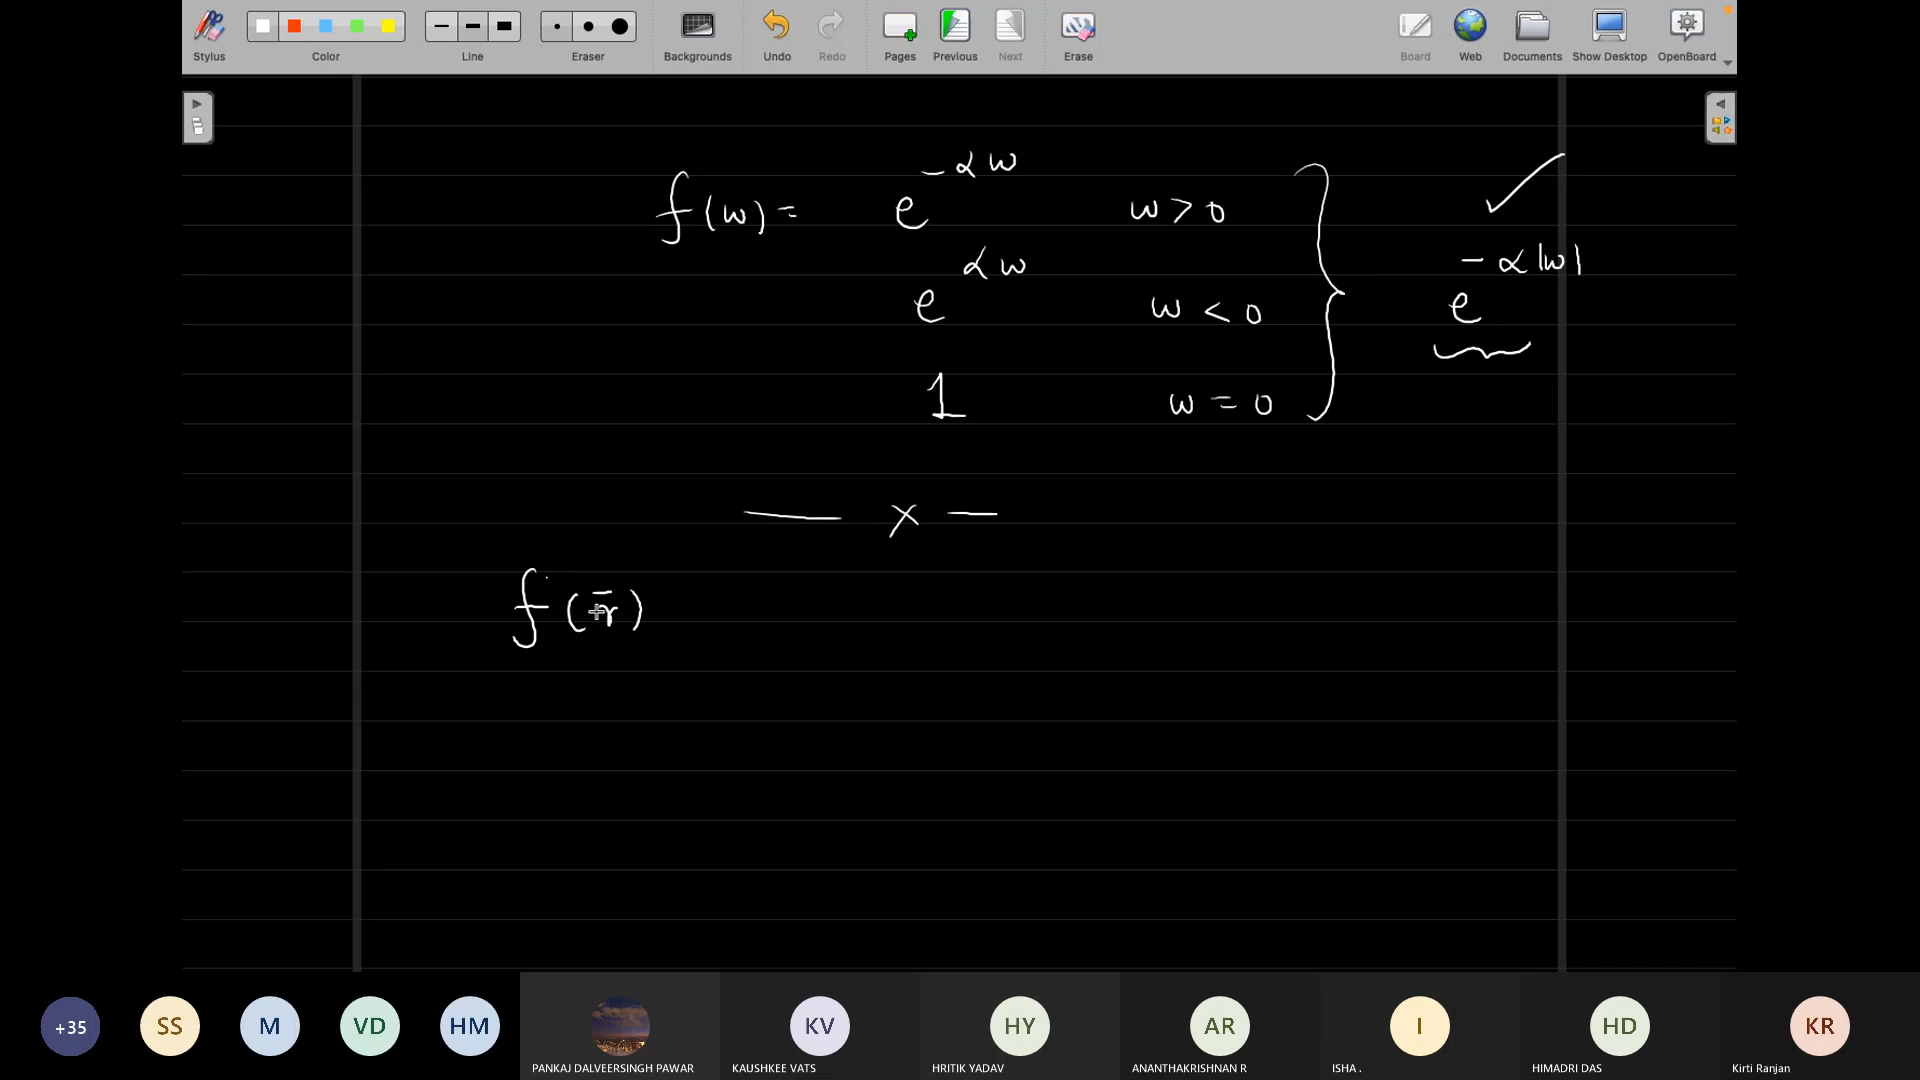 Stylus Color Line Eraser Backgrounds Undo Redo Pages Previous Next Erase Board Web Documents Show Desktop OpenBoard
f(w) = e^{-αw} w > 0
e^{αw} w < 0
1 w = 0
e^{-α|w|}
— x —
f(r̄)
+35 SS M VD HM KV HY AR I HD KR
PANKAJ DALVEERSINGH PAWAR KAUSHKEE VATS HRITIK YADAV ANANTHAKRISHNAN R ISHA . HIMADRI DAS Kirti Ranjan